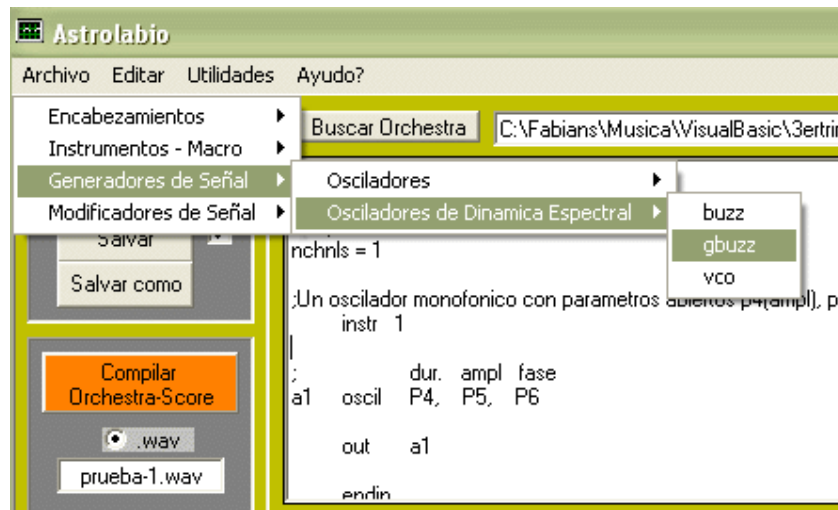 Astrolabio
Archivo Editar Utilidades Ayudo?
Encabezamientos
Instrumentos - Macro
Generadores de Señal
Modificadores de Señal
Osciladores
Osciladores de Dinamica Espectral
buzz
gbuzz
vco
Buscar Orchestra C:\Fabians\Musica\VisualBasic\3ertri
Salvar
Salvar como
Compilar
Orchestra-Score
.wav
prueba-1.wav
nchnls = 1
;Un oscilador monofonico con parametros abiertos p4(ampl), p
instr 1
; dur. ampl fase
a1 oscil P4, P5, P6
out a1
endin